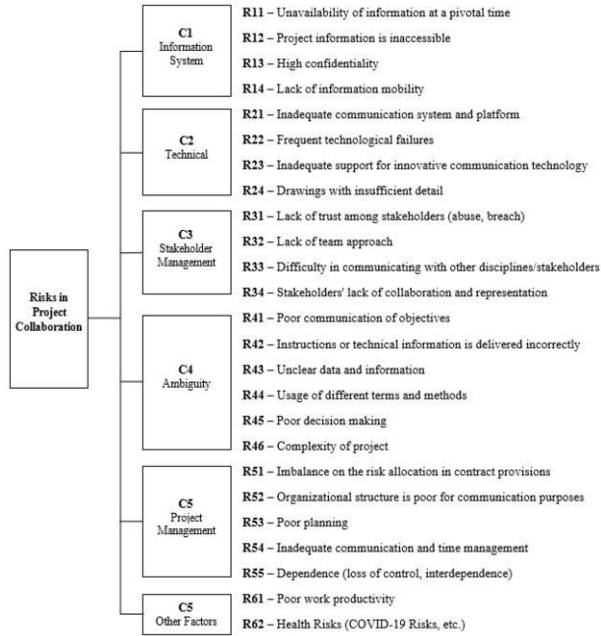 Risks in
Project
Collaboration
C1
Information
System
R11 – Unavailability of information at a pivotal time
R12 – Project information is inaccessible
R13 – High confidentiality
R14 – Lack of information mobility
C2
Technical
R21 – Inadequate communication system and platform
R22 – Frequent technological failures
R23 – Inadequate support for innovative communication technology
R24 – Drawings with insufficient detail
C3
Stakeholder
Management
R31 – Lack of trust among stakeholders (abuse, breach)
R32 – Lack of team approach
R33 – Difficulty in communicating with other disciplines/stakeholders
R34 – Stakeholders' lack of collaboration and representation
C4
Ambiguity
R41 – Poor communication of objectives
R42 – Instructions or technical information is delivered incorrectly
R43 – Unclear data and information
R44 – Usage of different terms and methods
R45 – Poor decision making
R46 – Complexity of project
C5
Project
Management
R51 – Imbalance on the risk allocation in contract provisions
R52 – Organizational structure is poor for communication purposes
R53 – Poor planning
R54 – Inadequate communication and time management
R55 – Dependence (loss of control, interdependence)
C5
Other Factors
R61 – Poor work productivity
R62 – Health Risks (COVID-19 Risks, etc.)